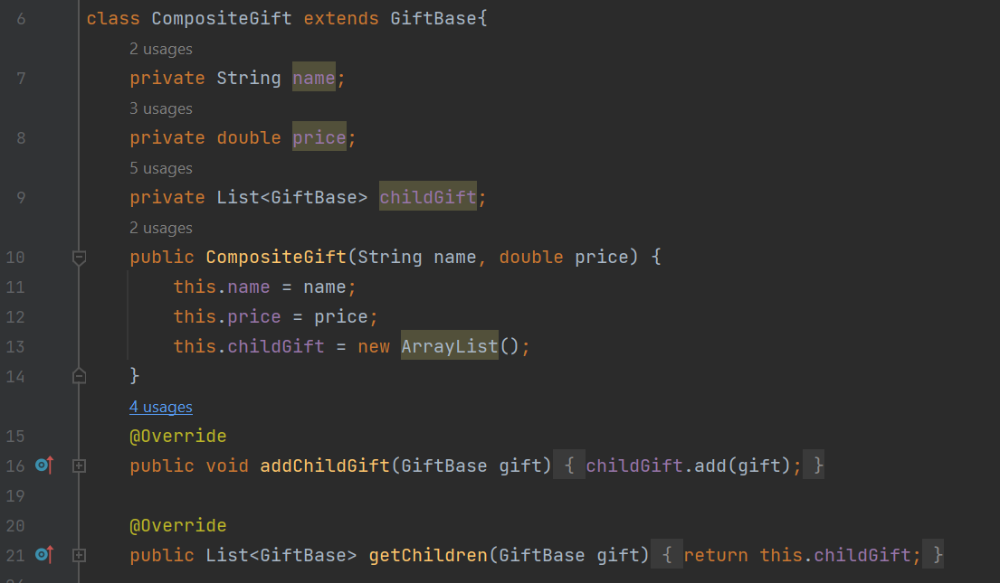 6 class CompositeGift extends GiftBase{
2 usages
7 private String name;
3 usages
8 private double price;
5 usages
9 private List<GiftBase> childGift;
2 usages
10 public CompositeGift(String name, double price) {
11 this.name = name;
12 this.price = price;
13 this.childGift = new ArrayList();
14 }
4 usages
15 @Override
16 public void addChildGift(GiftBase gift) { childGift.add(gift); }
19
20 @Override
21 public List<GiftBase> getChildren(GiftBase gift) { return this.childGift; }